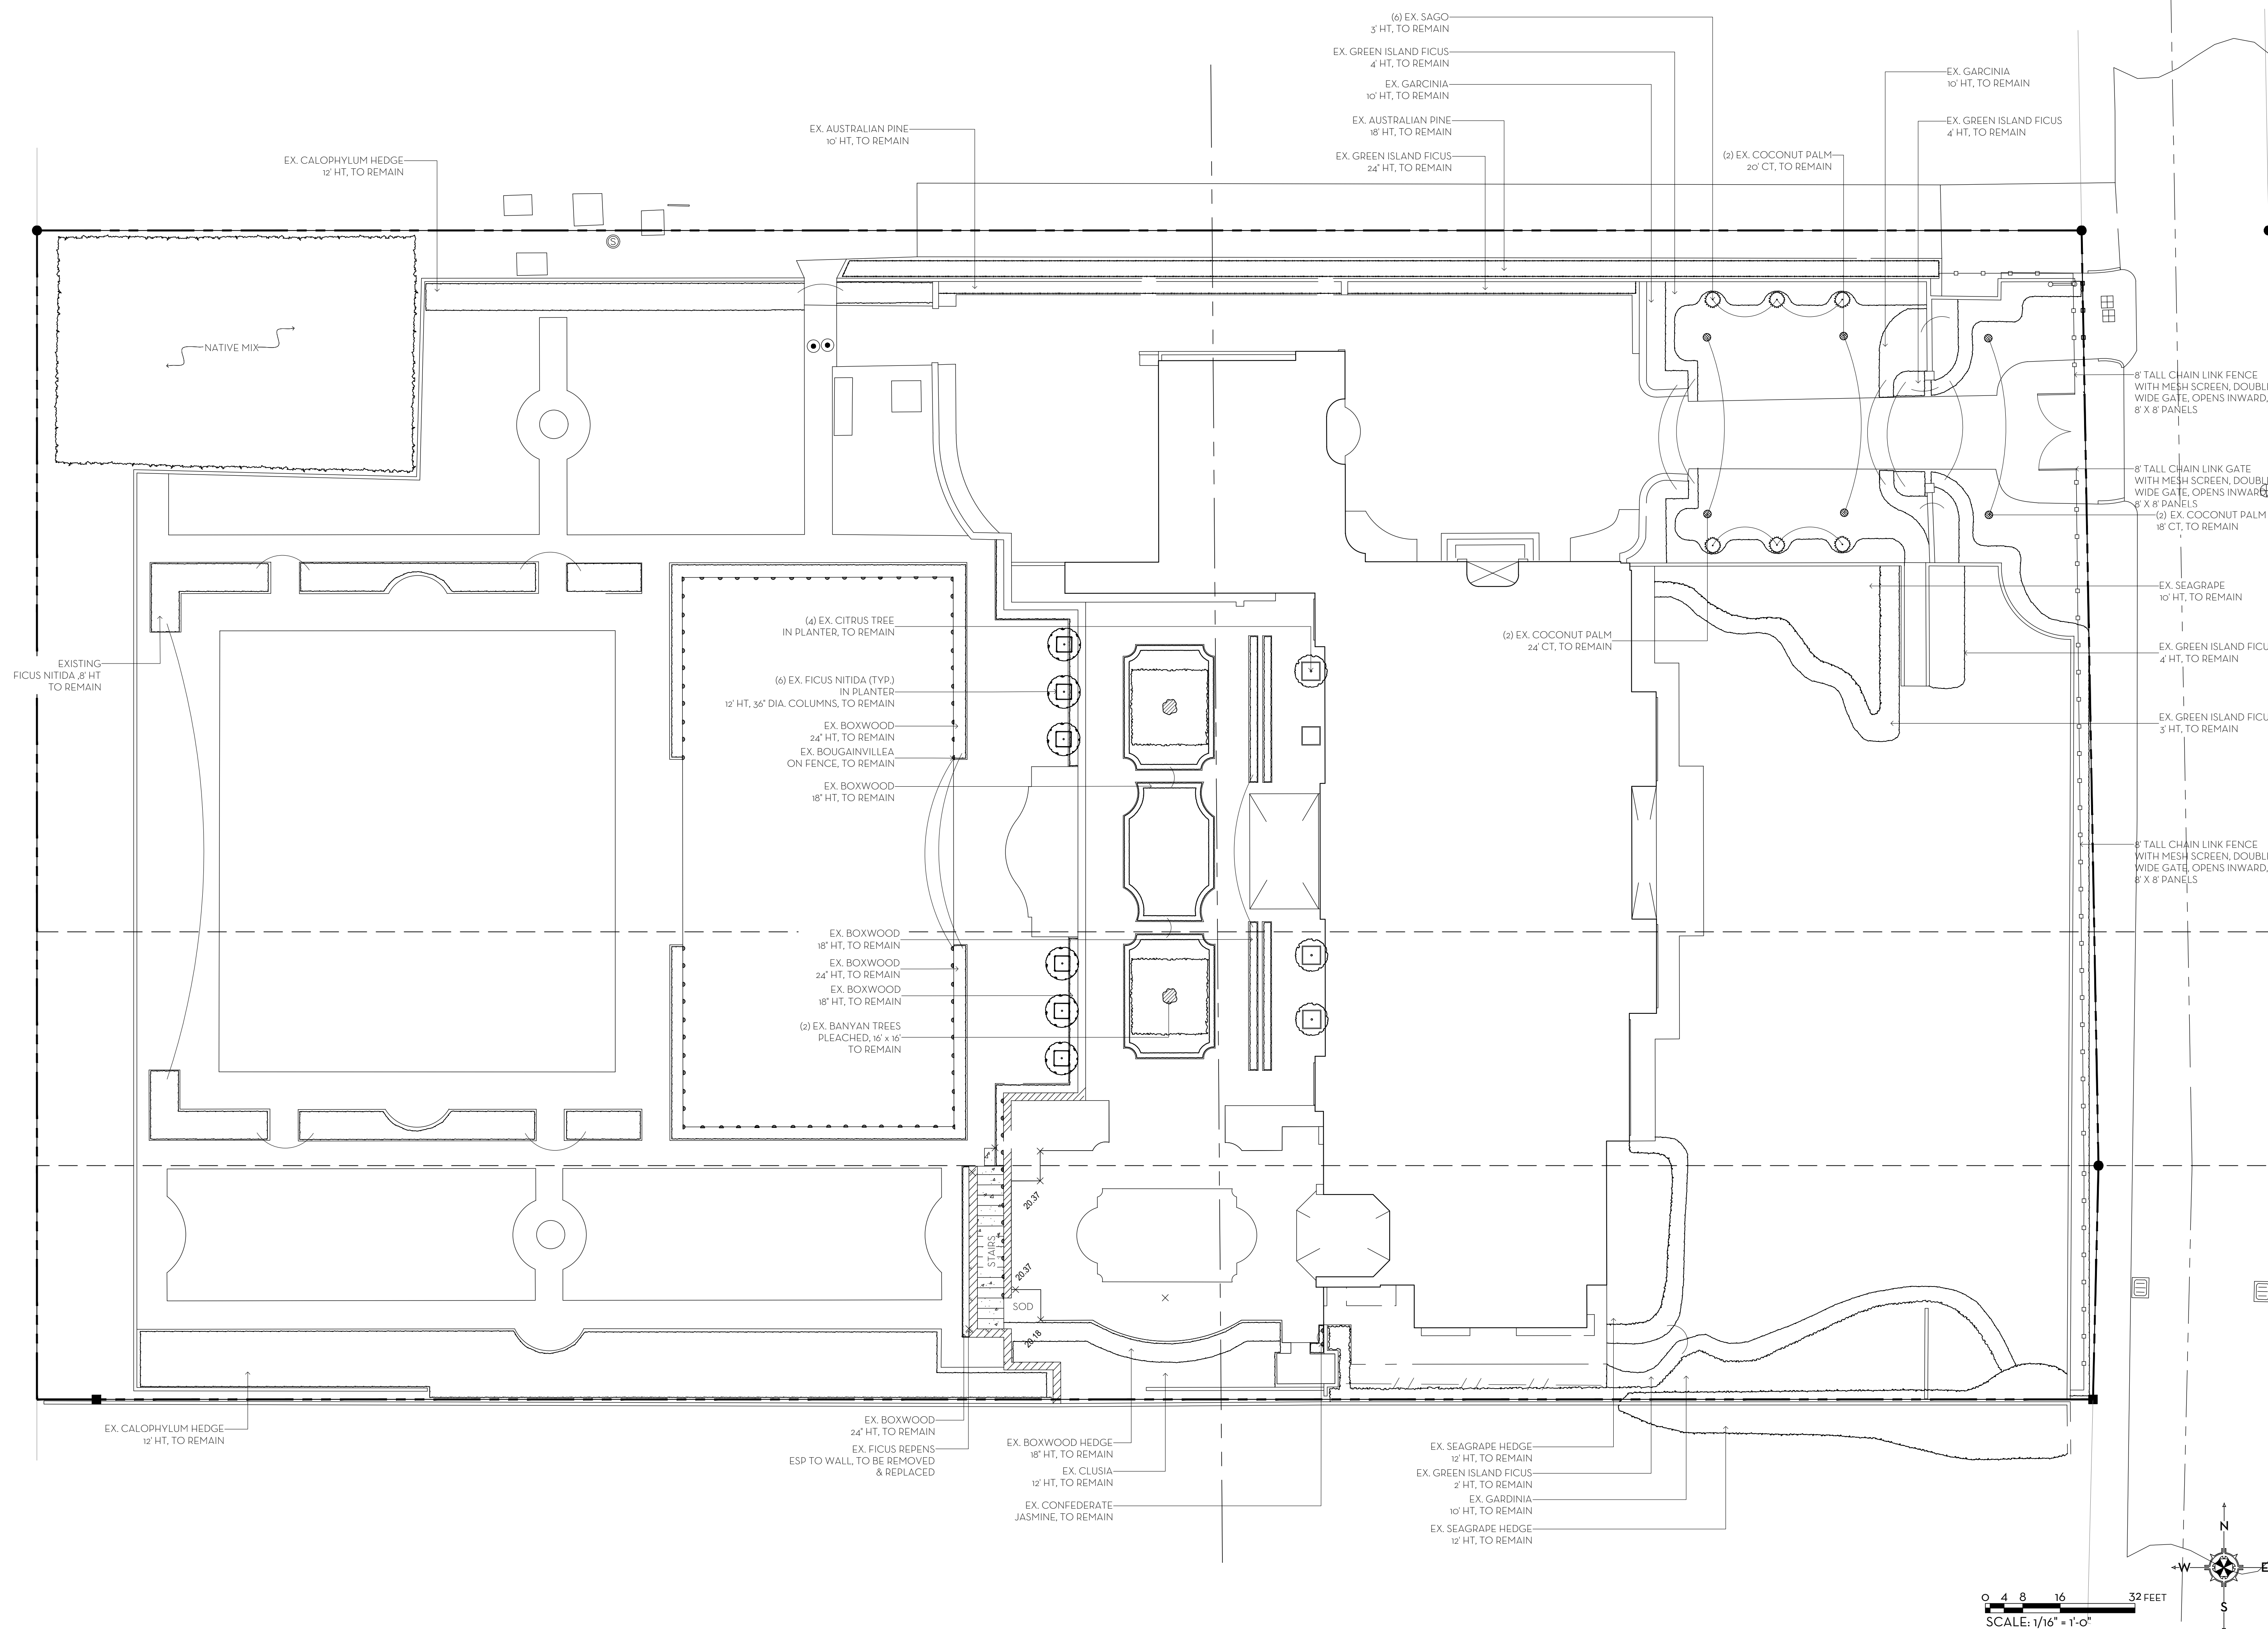 (6) EX. SAGO
3' HT, TO REMAIN
EX. GREEN ISLAND FICUS
4' HT, TO REMAIN
EX. GARCINIA
10' HT, TO REMAIN
EX. AUSTRALIAN PINE
18' HT, TO REMAIN
EX. GREEN ISLAND FICUS
24" HT, TO REMAIN
EX. GARCINIA
10' HT, TO REMAIN
EX. GREEN ISLAND FICUS
4' HT, TO REMAIN
(2) EX. COCONUT PALM
20' CT, TO REMAIN
EX. AUSTRALIAN PINE
10' HT, TO REMAIN
EX. CALOPHYLUM HEDGE
12' HT, TO REMAIN
S
NATIVE MIX
8' TALL CHAIN LINK FENCE
WITH MESH SCREEN, DOUBL
WIDE GATE, OPENS INWARD,
8' X 8' PANELS
8' TALL CHAIN LINK GATE
WITH MESH SCREEN, DOUBL
WIDE GATE, OPENS INWARD
8' X 8' PANELS
(2) EX. COCONUT PALM
18' CT, TO REMAIN
EX. SEAGRAPE
10' HT, TO REMAIN
(2) EX. COCONUT PALM
24' CT, TO REMAIN
EX. GREEN ISLAND FICU
4' HT, TO REMAIN
EX. GREEN ISLAND FICU
3' HT, TO REMAIN
8' TALL CHAIN LINK FENCE
WITH MESH SCREEN, DOUBL
WIDE GATE, OPENS INWARD,
8' X 8' PANELS
EXISTING
FICUS NITIDA ,8' HT
TO REMAIN
(4) EX. CITRUS TREE
IN PLANTER, TO REMAIN
(6) EX. FICUS NITIDA (TYP.)
IN PLANTER
12' HT, 36" DIA. COLUMNS, TO REMAIN
EX. BOXWOOD
24" HT, TO REMAIN
EX. BOUGAINVILLEA
ON FENCE, TO REMAIN
EX. BOXWOOD
18" HT, TO REMAIN
EX. BOXWOOD
18" HT, TO REMAIN
EX. BOXWOOD
24" HT, TO REMAIN
EX. BOXWOOD
18" HT, TO REMAIN
(2) EX. BANYAN TREES
PLEACHED, 16' x 16'
TO REMAIN
20.37
STAIRS
20.37
SOD
20.18
EX. CALOPHYLUM HEDGE
12' HT, TO REMAIN
EX. BOXWOOD
24" HT, TO REMAIN
EX. FICUS REPENS
ESP TO WALL, TO BE REMOVED
& REPLACED
EX. BOXWOOD HEDGE
18" HT, TO REMAIN
EX. CLUSIA
12' HT, TO REMAIN
EX. CONFEDERATE
JASMINE, TO REMAIN
EX. SEAGRAPE HEDGE
12' HT, TO REMAIN
EX. GREEN ISLAND FICUS
2' HT, TO REMAIN
EX. GARDINIA
10' HT, TO REMAIN
EX. SEAGRAPE HEDGE
12' HT, TO REMAIN
N
W
E
S
0 4 8 16 32 FEET
SCALE: 1/16" = 1'-0"